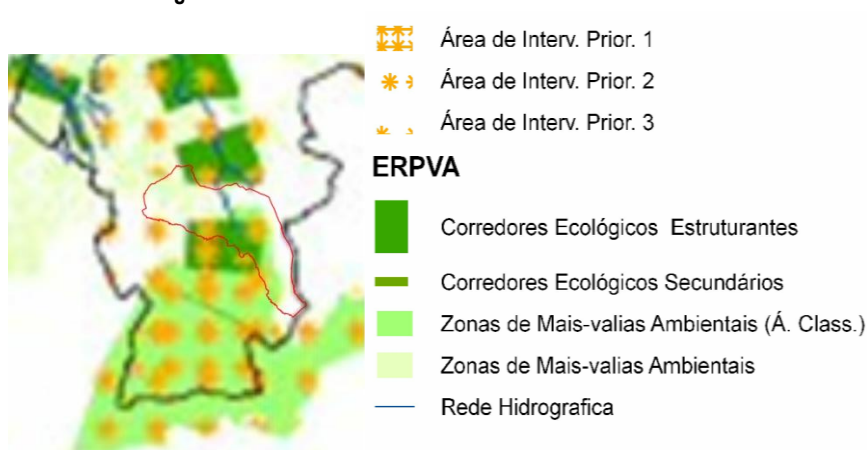 Área de Interv. Prior. 1
Área de Interv. Prior. 2
Área de Interv. Prior. 3
ERPVA
Corredores Ecológicos Estruturantes
Corredores Ecológicos Secundários
Zonas de Mais-valias Ambientais (Á. Class.)
Zonas de Mais-valias Ambientais
Rede Hidrografica